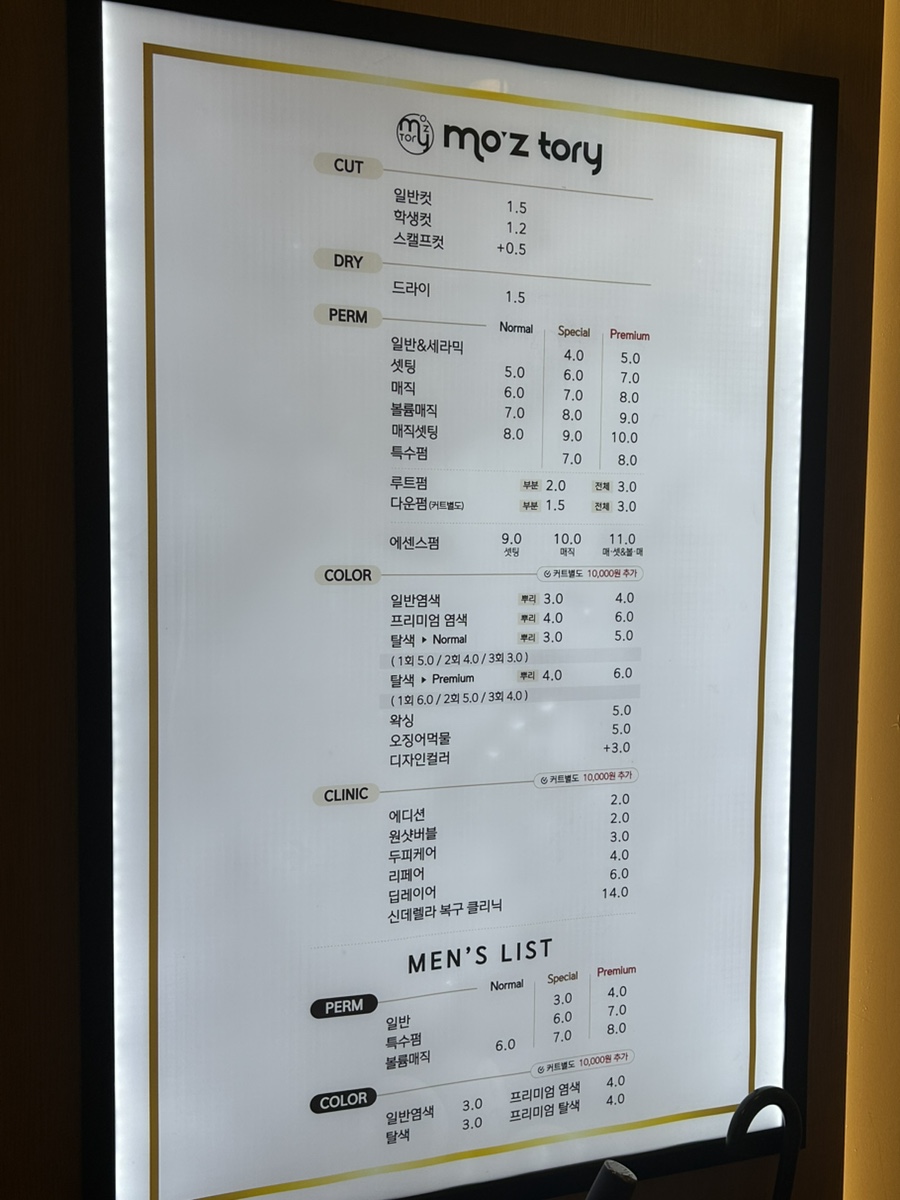 mo'z tory
mo'z tory
CUT
일반컷 1.5
학생컷 1.2
스캘프컷 +0.5
DRY
드라이 1.5
PERM Normal Special Premium
일반&세라믹 4.0 5.0
셋팅 5.0 6.0 7.0
매직 6.0 7.0 8.0
볼륨매직 7.0 8.0 9.0
매직셋팅 8.0 9.0 10.0
특수펌 7.0 8.0
루트펌 부분 2.0 전체 3.0
다운펌(커트별도) 부분 1.5 전체 3.0
에센스펌 9.0 10.0 11.0
셋팅 매직 매·셋&볼·매
COLOR 커트별도 10,000원 추가
일반염색 뿌리 3.0 4.0
프리미엄 염색 뿌리 4.0 6.0
탈색 ▶ Normal 뿌리 3.0 5.0
( 1회 5.0 / 2회 4.0 / 3회 3.0 )
탈색 ▶ Premium 뿌리 4.0 6.0
( 1회 6.0 / 2회 5.0 / 3회 4.0 )
왁싱 5.0
오징어먹물 5.0
디자인컬러 +3.0
CLINIC 커트별도 10,000원 추가
에디션 2.0
원샷버블 2.0
두피케어 3.0
리페어 4.0
딥레이어 6.0
신데렐라 복구 클리닉 14.0
MEN'S LIST
PERM Normal Special Premium
일반 3.0 4.0
특수펌 6.0 7.0
볼륨매직 6.0 7.0 8.0
COLOR 커트별도 10,000원 추가
일반염색 3.0 프리미엄 염색 4.0
탈색 3.0 프리미엄 탈색 4.0